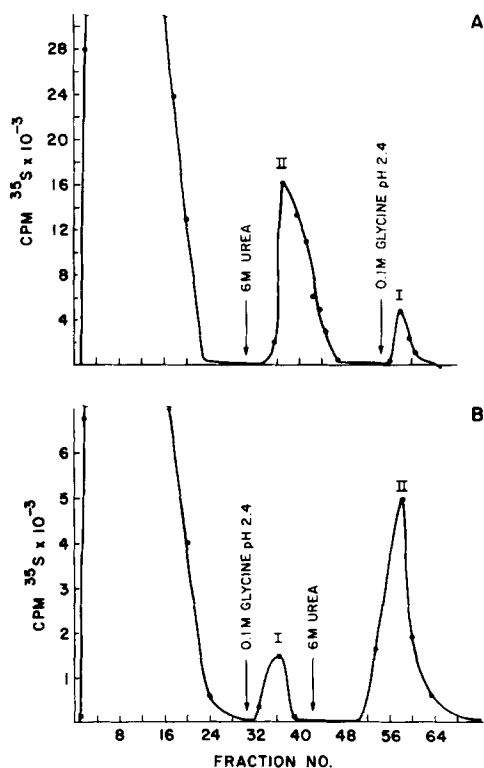 A
28
24
20
16
12
8
4
CPM ³⁵S x 10⁻³
6M UREA
II
0.1M GLYCINE pH 2.4
I
B
6
5
4
3
2
1
CPM ³⁵S x 10⁻³
0.1M GLYCINE pH 2.4
I
6M UREA
II
8 16 24 32 40 48 56 64
FRACTION NO.